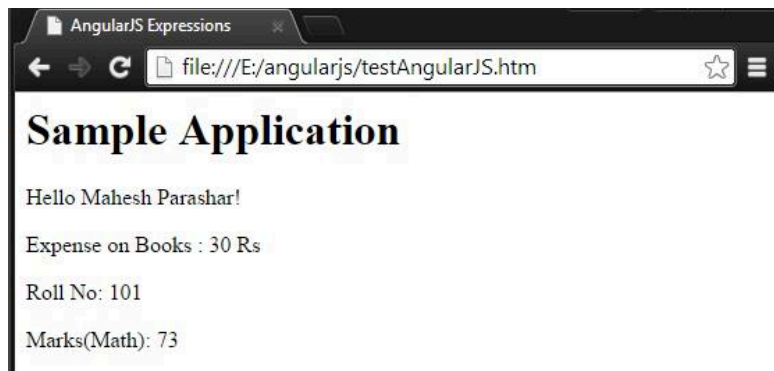 AngularJS Expressions
file:///E:/angularjs/testAngularJS.htm
Sample Application
Hello Mahesh Parashar!
Expense on Books : 30 Rs
Roll No: 101
Marks(Math): 73